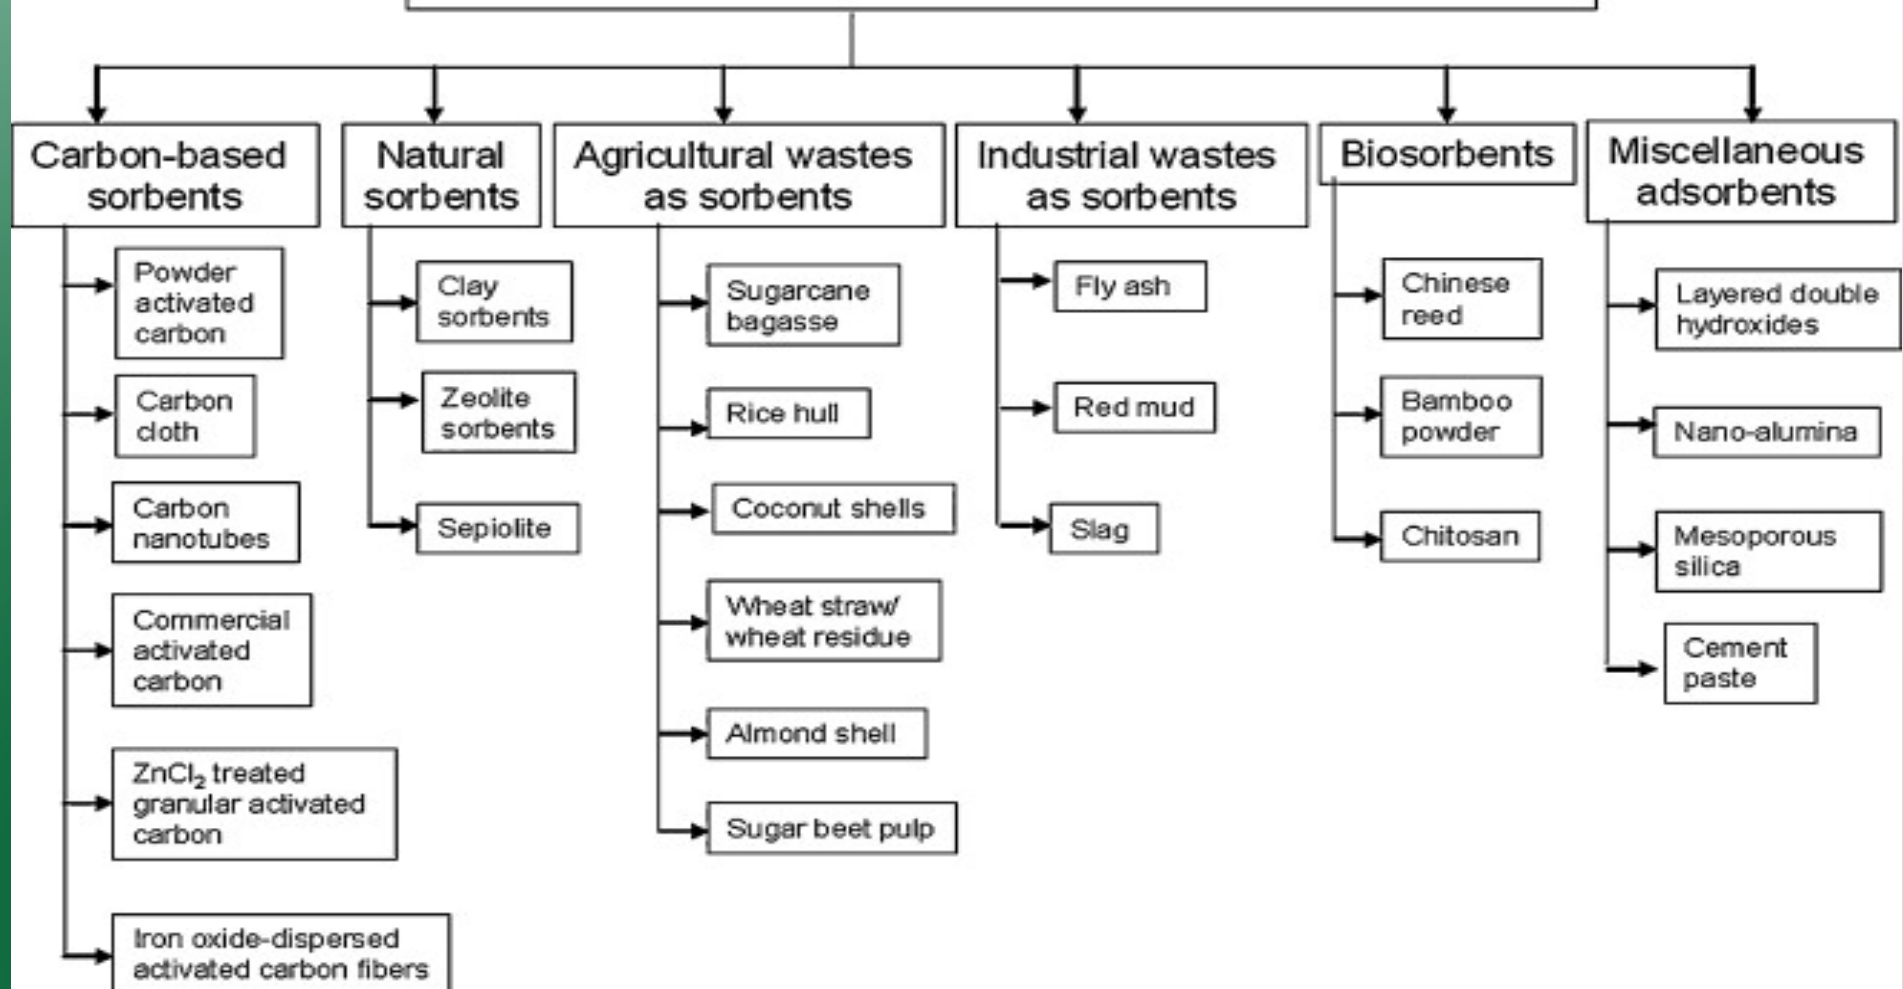 Carbon-based
sorbents
Powder
activated
carbon
Carbon
cloth
Carbon
nanotubes
Commercial
activated
carbon
ZnCl₂ treated
granular activated
carbon
Iron oxide-dispersed
activated carbon fibers
Natural
sorbents
Clay
sorbents
Zeolite
sorbents
Sepiolite
Agricultural wastes
as sorbents
Sugarcane
bagasse
Rice hull
Coconut shells
Wheat straw/
wheat residue
Almond shell
Sugar beet pulp
Industrial wastes
as sorbents
Fly ash
Red mud
Slag
Biosorbents
Chinese
reed
Bamboo
powder
Chitosan
Miscellaneous
adsorbents
Layered double
hydroxides
Nano-alumina
Mesoporous
silica
Cement
paste